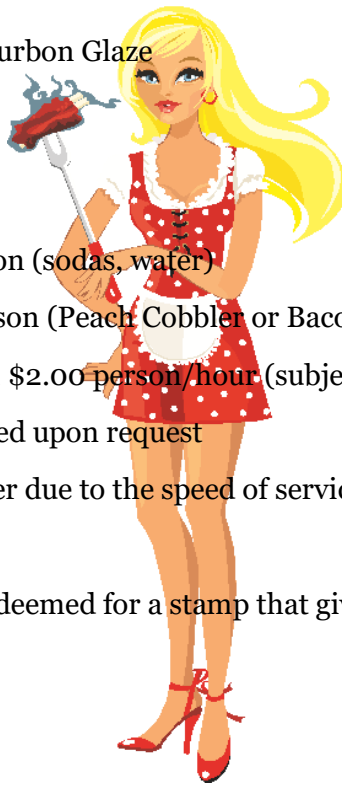 urbon Glaze
on (sodas, water)
son (Peach Cobbler or Baco
$2.00 person/hour (subje
ed upon request
er due to the speed of servic
deemed for a stamp that giv